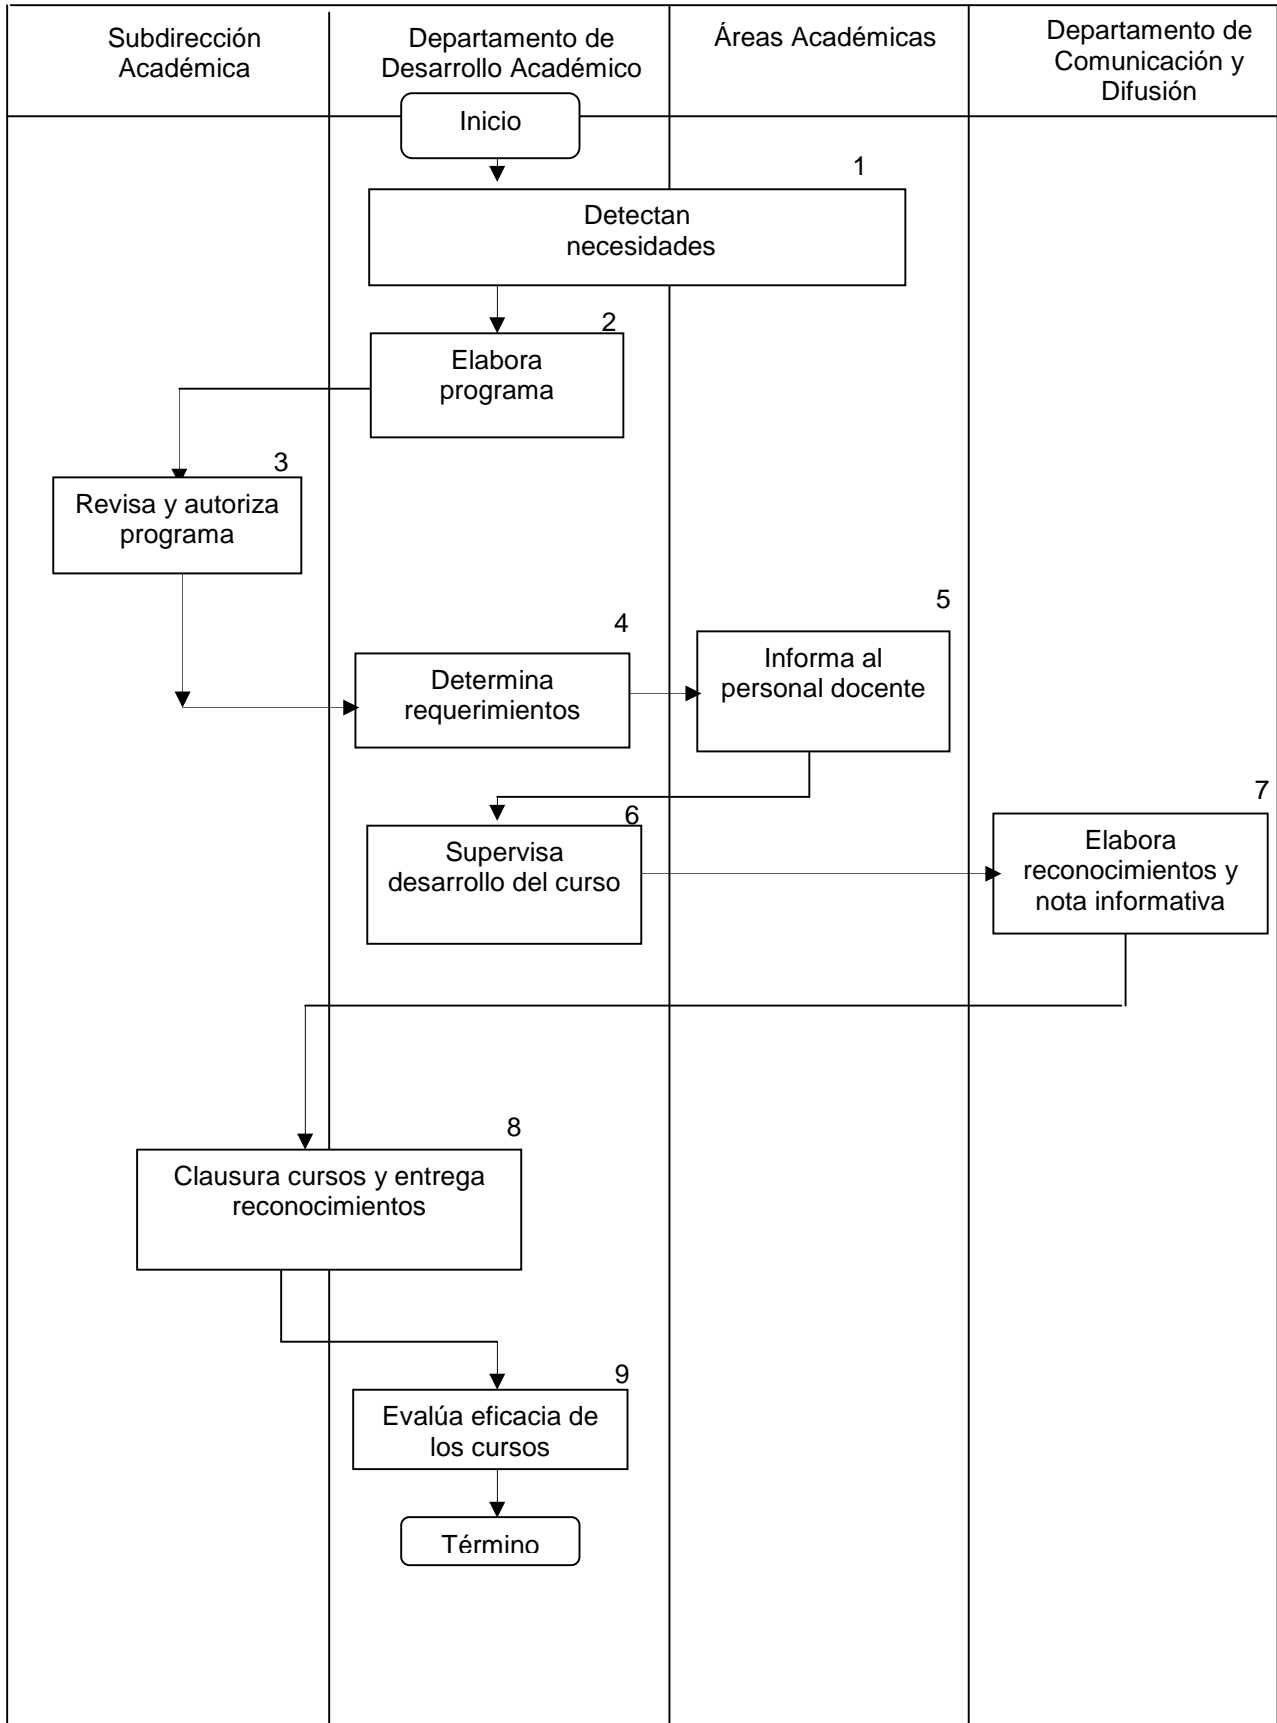 Subdirección
Académica
Departamento de
Desarrollo Académico
Áreas Académicas
Departamento de
Comunicación y
Difusión
Inicio
1
Detectan
necesidades
2
Elabora
programa
3
Revisa y autoriza
programa
4
Determina
requerimientos
5
Informa al
personal docente
6
Supervisa
desarrollo del curso
7
Elabora
reconocimientos y
nota informativa
8
Clausura cursos y entrega
reconocimientos
9
Evalúa eficacia de
los cursos
Término